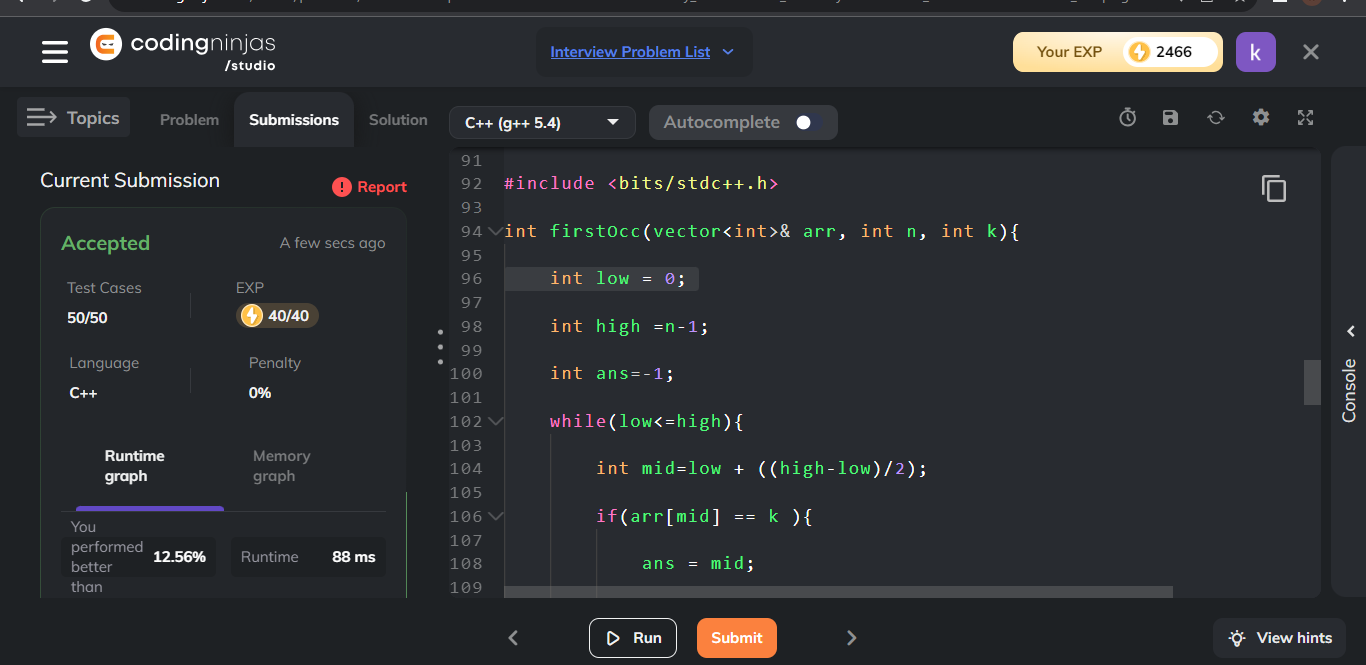 codingninjas
/studio
Interview Problem List
Your EXP 2466
k
Topics
Problem
Submissions
Solution
C++ (g++ 5.4)
Autocomplete
Current Submission
Report
Accepted
A few secs ago
Test Cases
EXP
50/50
40/40
Language
Penalty
C++
0%
Runtime
graph
Memory
graph
You
performed
better
than
12.56%
Runtime
88 ms
91
92 #include <bits/stdc++.h>
93
94 int firstOcc(vector<int>& arr, int n, int k){
95
96 int low = 0;
97
98 int high =n-1;
99
100 int ans=-1;
101
102 while(low<=high){
103
104 int mid=low + ((high-low)/2);
105
106 if(arr[mid] == k ){
107
108 ans = mid;
109
Console
Run
Submit
View hints